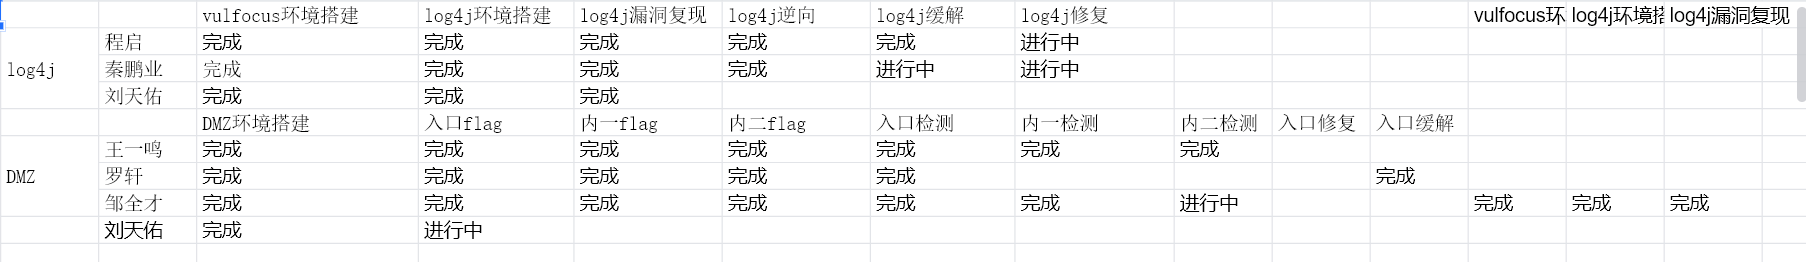 vulfocus环境搭建 log4j环境搭建 log4j漏洞复现 log4j逆向 log4j缓解 log4j修复 vulfocus环 log4j环境搭 log4j漏洞复现
程启 完成 完成 完成 完成 完成 进行中
log4j 秦鹏业 完成 完成 完成 完成 进行中 进行中
刘天佑 完成 完成 完成
DMZ环境搭建 入口flag 内一flag 内二flag 入口检测 内一检测 内二检测 入口修复 入口缓解
王一鸣 完成 完成 完成 完成 完成 完成 完成
DMZ 罗轩 完成 完成 完成 完成 完成 完成
邹全才 完成 完成 完成 完成 完成 完成 进行中 完成 完成 完成
刘天佑 完成 进行中